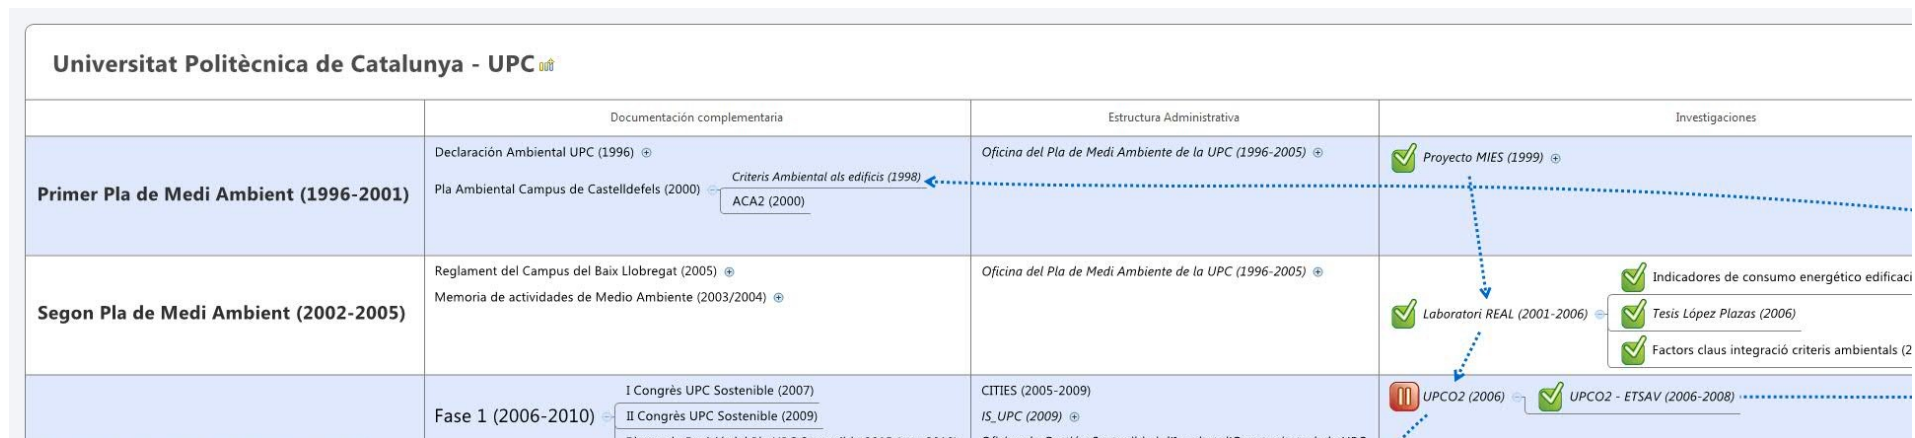 Universitat Politècnica de Catalunya - UPC
Documentación complementaria
Estructura Administrativa
Investigaciones
Primer Pla de Medi Ambient (1996-2001)
Declaración Ambiental UPC (1996)
Pla Ambiental Campus de Castelldefels (2000)
Criteris Ambiental als edificis (1998)
ACA2 (2000)
Oficina del Pla de Medi Ambiente de la UPC (1996-2005)
Proyecto MIES (1999)
Segon Pla de Medi Ambient (2002-2005)
Reglament del Campus del Baix Llobregat (2005)
Memoria de actividades de Medio Ambiente (2003/2004)
Oficina del Pla de Medi Ambiente de la UPC (1996-2005)
Laboratori REAL (2001-2006)
Indicadores de consumo energético edificaci
Tesis López Plazas (2006)
Factors claus integració criteris ambientals (2
Fase 1 (2006-2010)
I Congrès UPC Sostenible (2007)
II Congrès UPC Sostenible (2009)
CITIES (2005-2009)
IS_UPC (2009)
UPCO2 (2006)
UPCO2 - ETSAV (2006-2008)